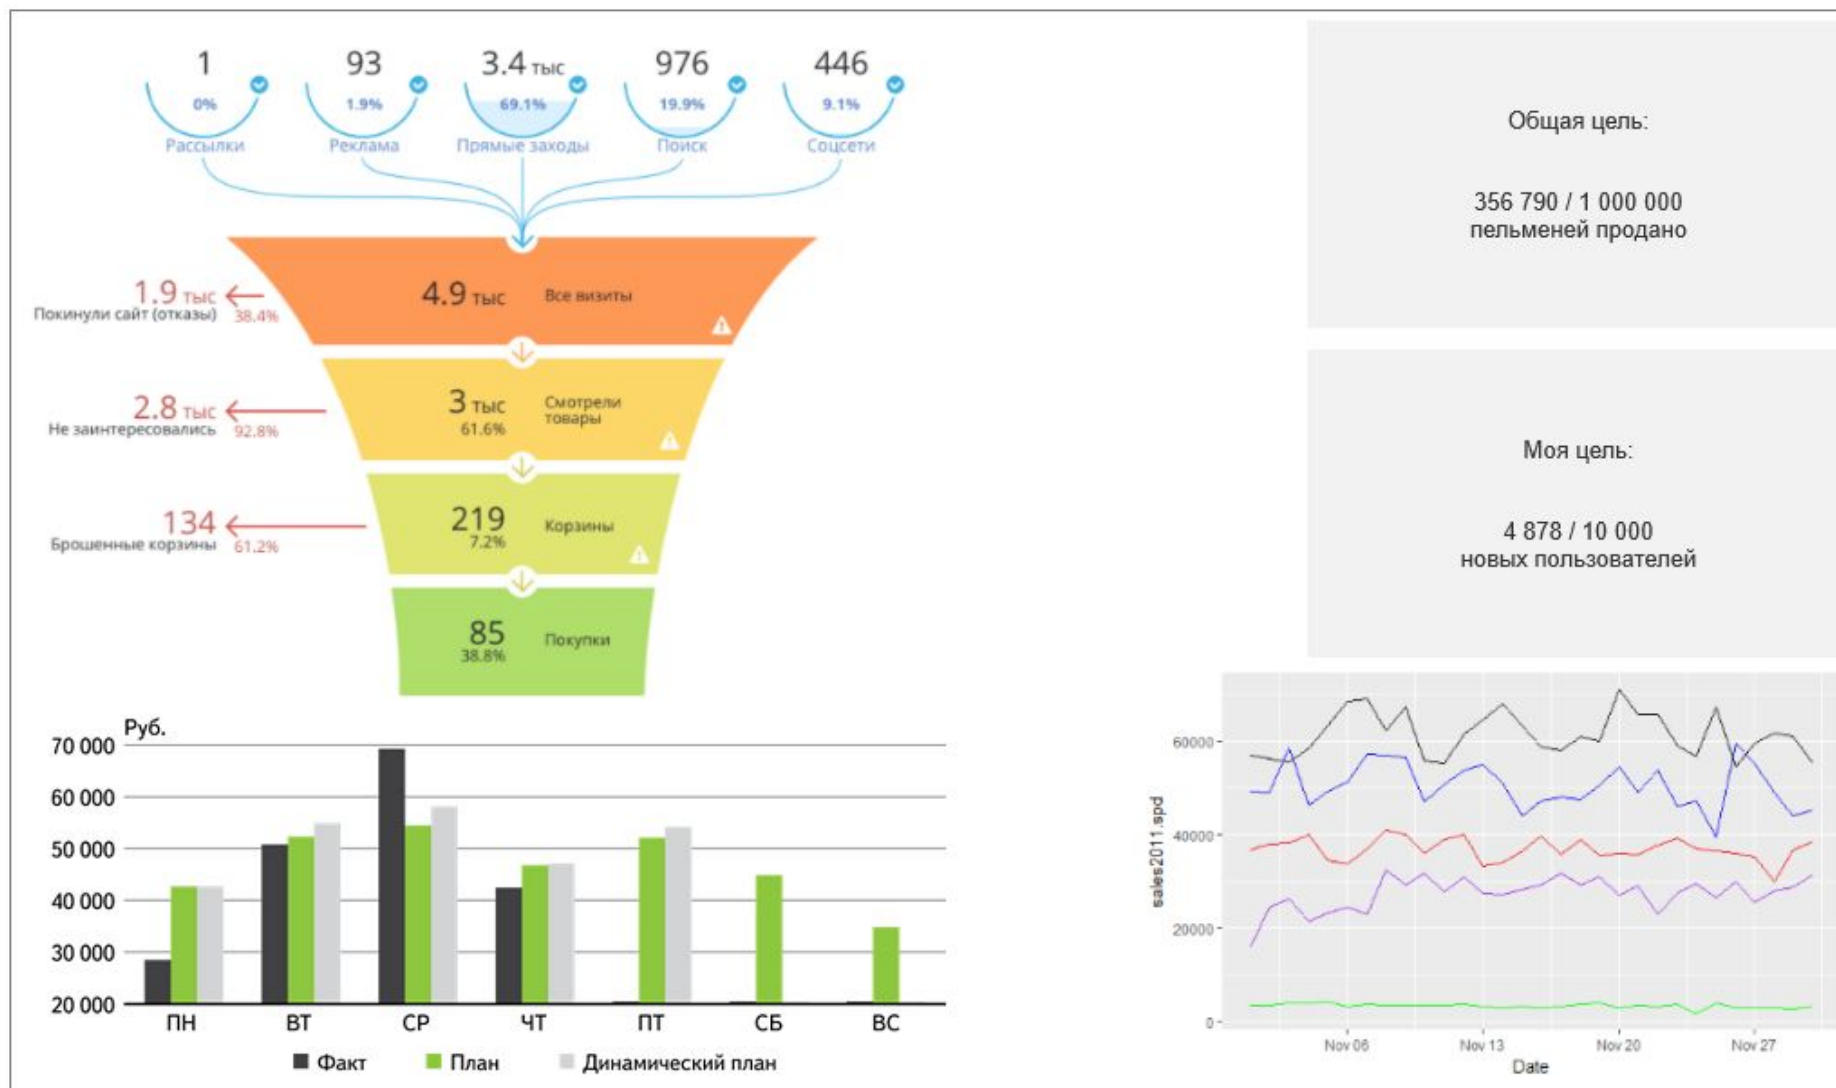 1
93
3.4 тыс
976
446
0%
1.9%
69.1%
19.9%
9.1%
Рассылки
Реклама
Прямые заходы
Поиск
Соцсети
4.9 тыс
Все визиты
1.9 тыс
Покинули сайт (отказы)
38.4%
3 тыс
61.6%
Смотрели
товары
2.8 тыс
Не заинтересовались
92.8%
219
7.2%
Корзины
134
Брошенные корзины
61.2%
85
38.8%
Покупки
Общая цель:
356 790 / 1 000 000
пельменей продано
Моя цель:
4 878 / 10 000
новых пользователей
Руб.
70 000
60 000
50 000
40 000
30 000
20 000
ПН
ВТ
СР
ЧТ
ПТ
СБ
ВС
Факт
План
Динамический план
sales2011.spd
60000
40000
20000
0
Nov 06
Nov 13
Nov 20
Nov 27
Date